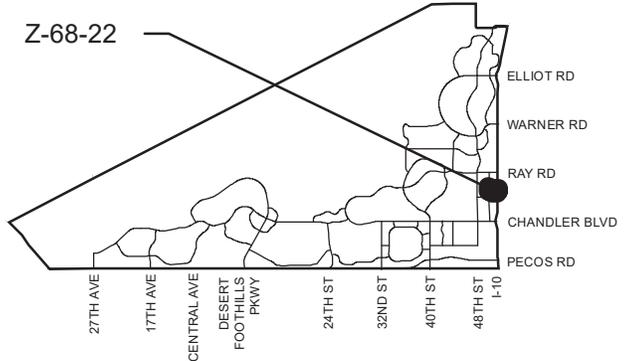 Z-68-22
ELLIOT RD
WARNER RD
RAY RD
CHANDLER BLVD
PECOS RD
27TH AVE
17TH AVE
CENTRAL AVE
DESERT
FOOTHILLS
PKWY
24TH ST
32ND ST
40TH ST
48TH ST
I-10